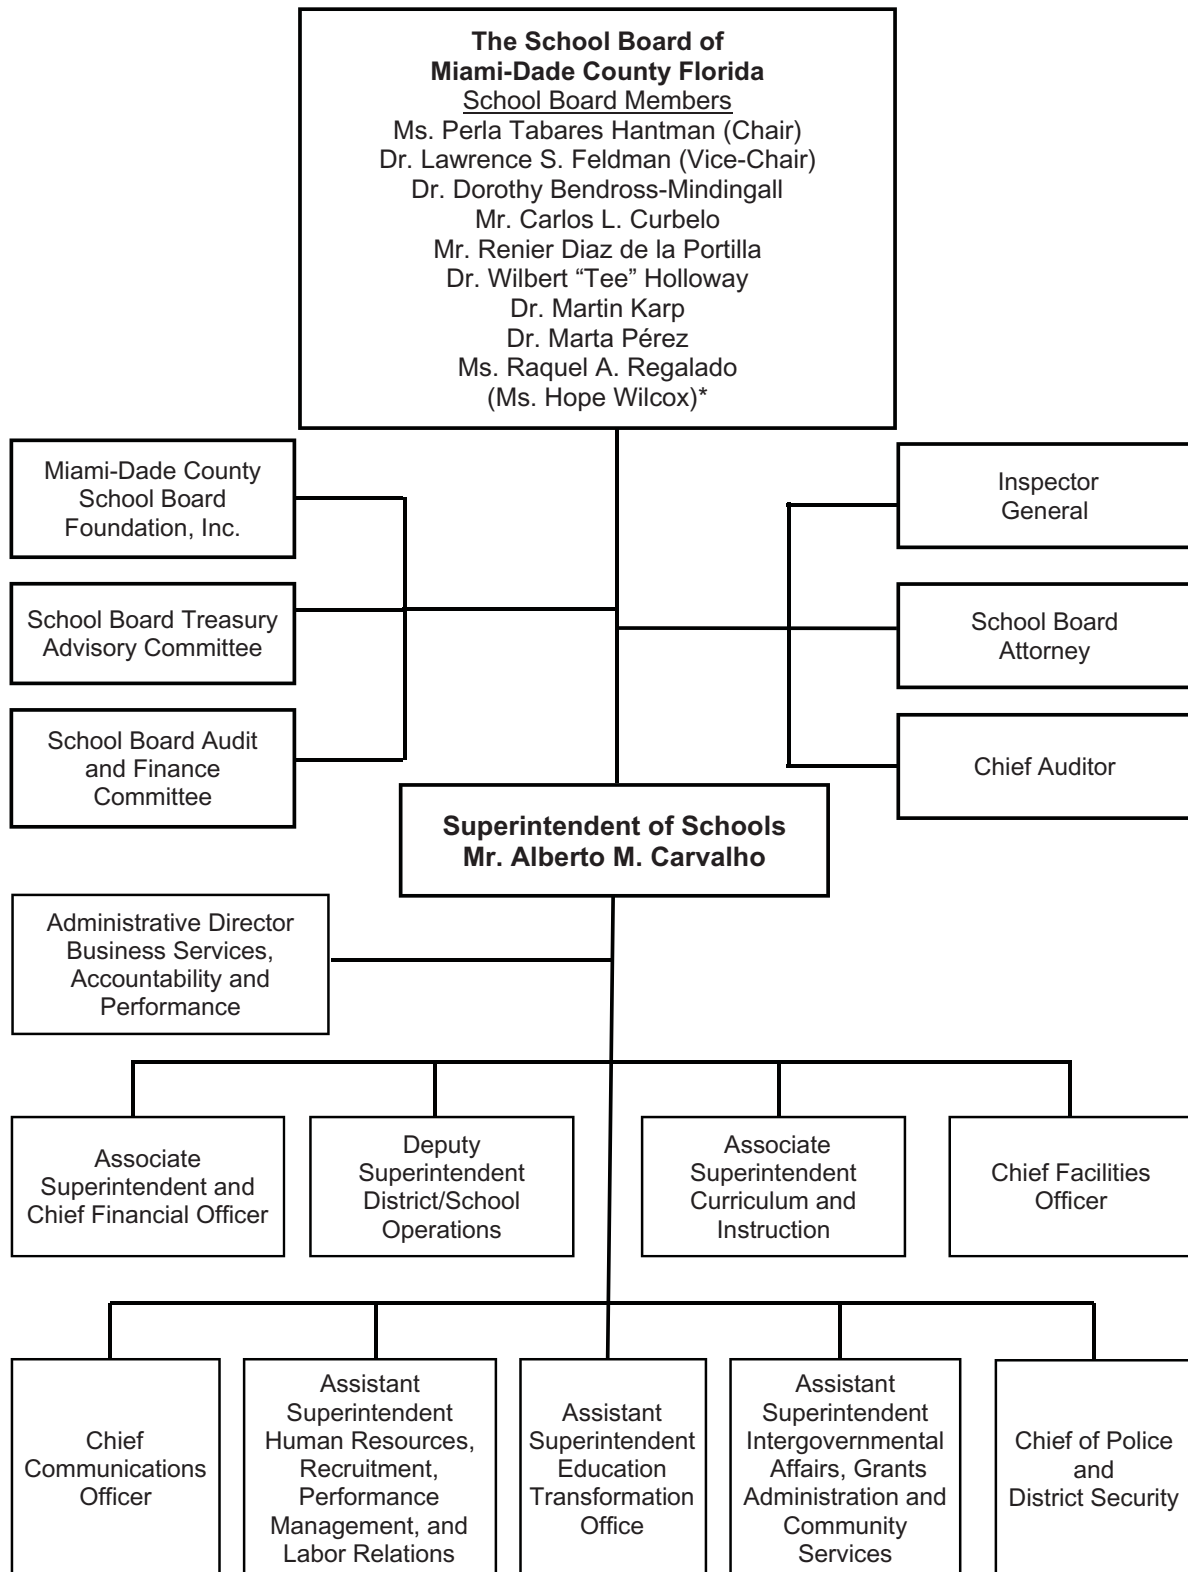 The School Board of
Miami-Dade County Florida
School Board Members
Ms. Perla Tabares Hantman (Chair)
Dr. Lawrence S. Feldman (Vice-Chair)
Dr. Dorothy Bendross-Mindingall
Mr. Carlos L. Curbelo
Mr. Renier Diaz de la Portilla
Dr. Wilbert “Tee” Holloway
Dr. Martin Karp
Dr. Marta Pérez
Ms. Raquel A. Regalado
(Ms. Hope Wilcox)*
Miami-Dade County
School Board
Foundation, Inc.
Inspector
General
School Board Treasury
Advisory Committee
School Board
Attorney
School Board Audit
and Finance
Committee
Chief Auditor
Superintendent of Schools
Mr. Alberto M. Carvalho
Administrative Director
Business Services,
Accountability and
Performance
Associate
Superintendent and
Chief Financial Officer
Deputy
Superintendent
District/School
Operations
Associate
Superintendent
Curriculum and
Instruction
Chief Facilities
Officer
Chief
Communications
Officer
Assistant
Superintendent
Human Resources,
Recruitment,
Performance
Management, and
Labor Relations
Assistant
Superintendent
Education
Transformation
Office
Assistant
Superintendent
Intergovernmental
Affairs, Grants
Administration and
Community
Services
Chief of Police
and
District Security